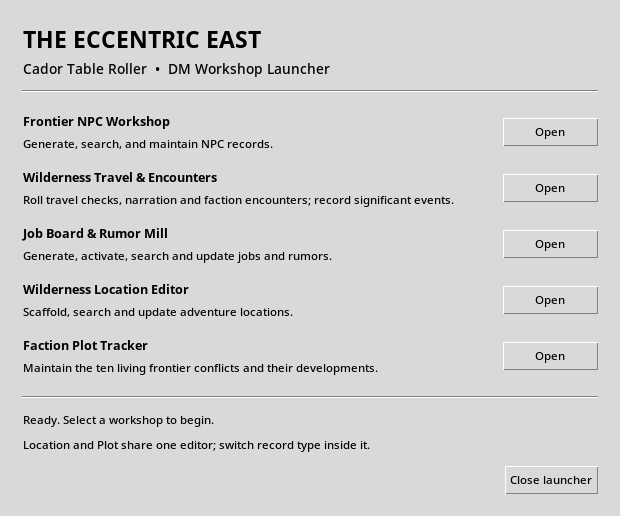 THE ECCENTRIC EAST
Cador Table Roller • DM Workshop Launcher
Frontier NPC Workshop
Generate, search, and maintain NPC records.
Open
Wilderness Travel & Encounters
Roll travel checks, narration and faction encounters; record significant events.
Open
Job Board & Rumor Mill
Generate, activate, search and update jobs and rumors.
Open
Wilderness Location Editor
Scaffold, search and update adventure locations.
Open
Faction Plot Tracker
Maintain the ten living frontier conflicts and their developments.
Open
Ready. Select a workshop to begin.
Location and Plot share one editor; switch record type inside it.
Close launcher